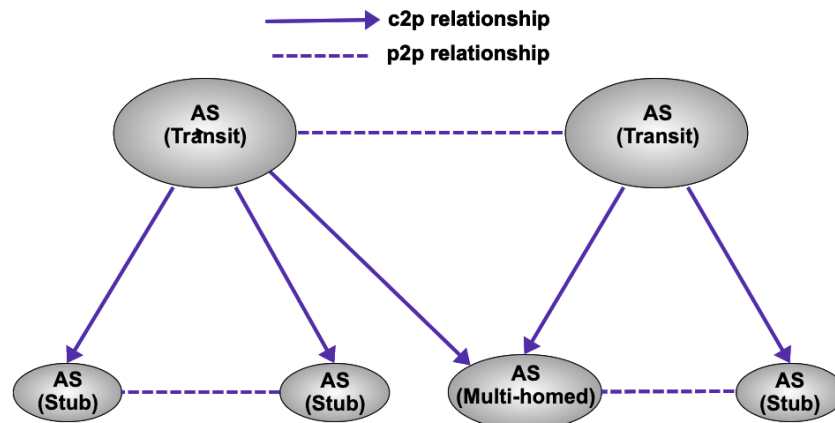 c2p relationship
p2p relationship
AS
(Transit)
AS
(Transit)
AS
(Stub)
AS
(Stub)
AS
(Multi-homed)
AS
(Stub)